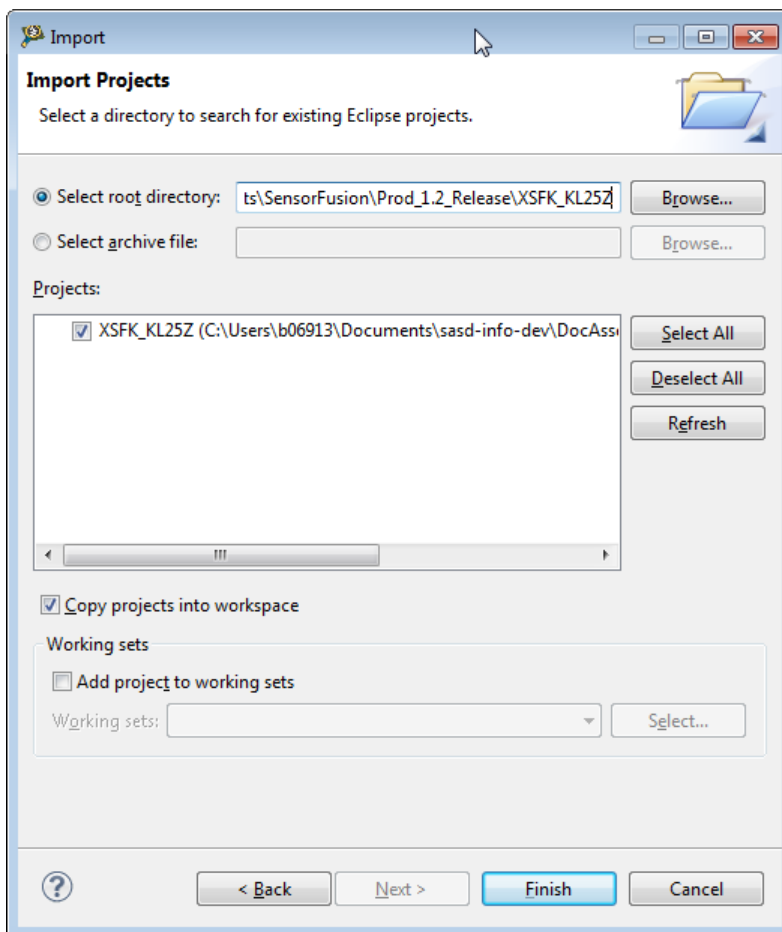 Import
Import Projects
Select a directory to search for existing Eclipse projects.
Select root directory: ts\SensorFusion\Prod_1.2_Release\XSFK_KL25Z Browse...
Select archive file: Browse...
Projects:
XSFK_KL25Z (C:\Users\b06913\Documents\sasd-info-dev\DocAsse
Select All
Deselect All
Refresh
Copy projects into workspace
Working sets
Add project to working sets
Working sets: Select...
? < Back Next > Finish Cancel